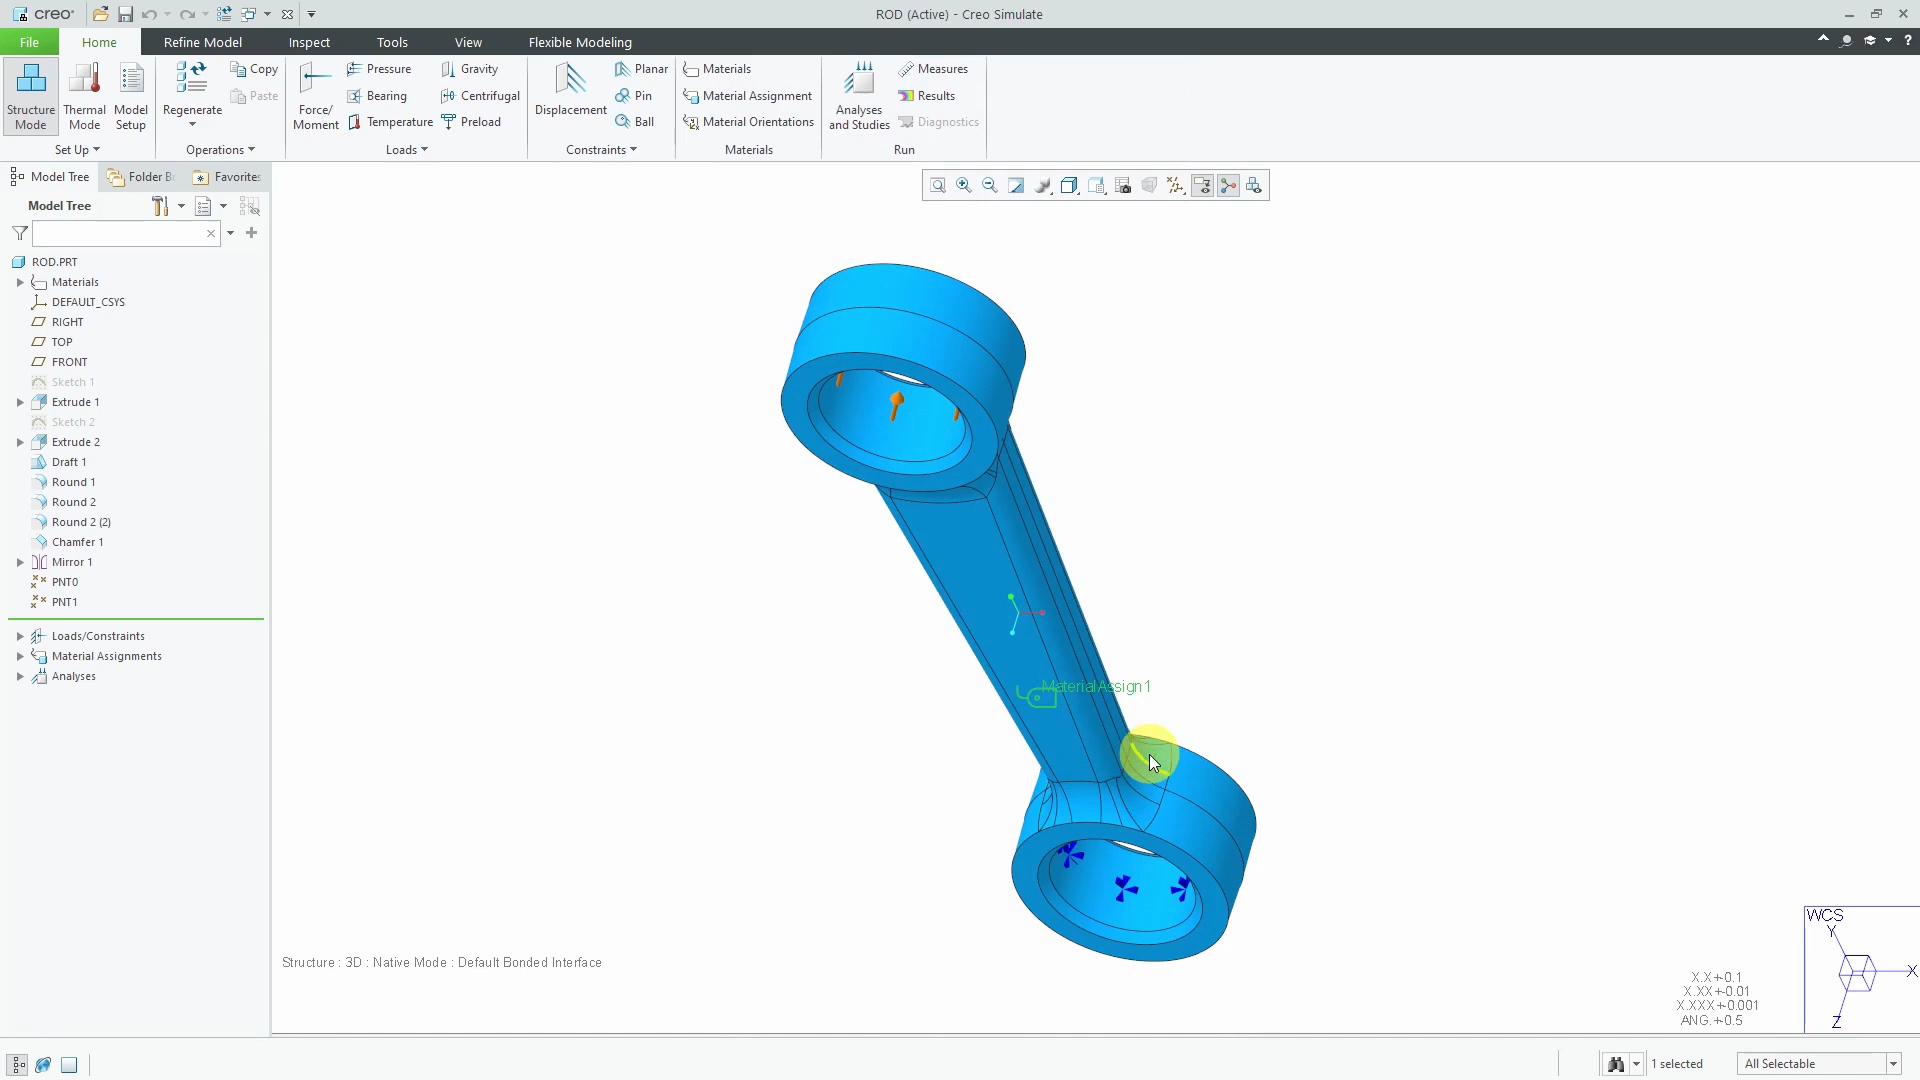 creo
ROD (Active) - Creo Simulate
File
Home
Refine Model
Inspect
Tools
View
Flexible Modeling
Structure Mode
Thermal Mode
Model Setup
Set Up
Regenerate
Copy
Paste
Operations
Force/ Moment
Pressure
Bearing
Temperature
Gravity
Centrifugal
Preload
Loads
Displacement
Planar
Pin
Ball
Constraints
Materials
Material Assignment
Material Orientations
Materials
Analyses and Studies
Measures
Results
Diagnostics
Run
Model Tree
Folder B
Favorites
Model Tree
ROD.PRT
Materials
DEFAULT_CSYS
RIGHT
TOP
FRONT
Sketch 1
Extrude 1
Sketch 2
Extrude 2
Draft 1
Round 1
Round 2
Round 2 (2)
Chamfer 1
Mirror 1
PNT0
PNT1
Loads/Constraints
Material Assignments
Analyses
MaterialAssign1
Structure : 3D : Native Mode : Default Bonded Interface
X.X+-0.1
X.XX+-0.01
X.XXX+-0.001
ANG.+-0.5
WCS
Y
X
Z
1 selected
All Selectable